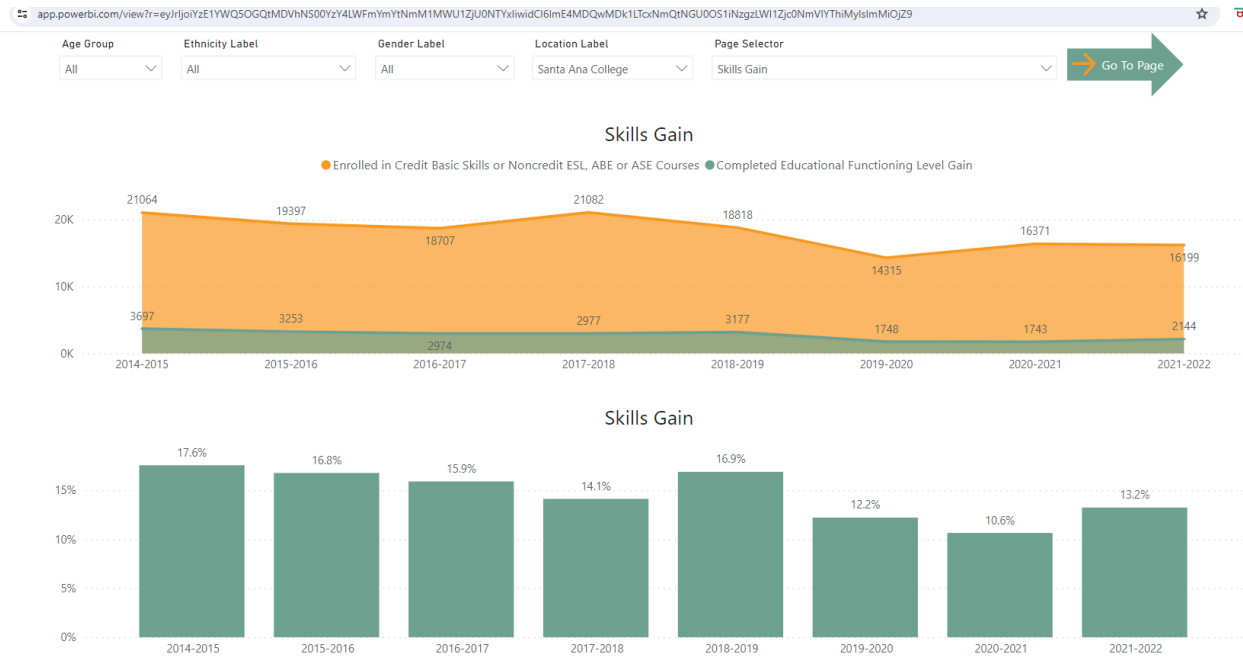 app.powerbi.com/view?r=eyJrIjoiYzE1YWQ5OGQtMDVhNS00YzY4LWFmYmYtNmM1MWU1ZjU0NTYxIiwidCI6ImE4MDQwMDk1LTcxNmQtNGU0OS1iNzgzLWI1Zjc0NmVlYThiMyIsImMiOjZ9
Age Group Ethnicity Label Gender Label Location Label Page Selector
All All All Santa Ana College Skills Gain Go To Page
Skills Gain
Enrolled in Credit Basic Skills or Noncredit ESL, ABE or ASE Courses Completed Educational Functioning Level Gain
21064 19397 18707 21082 18818 14315 16371 16199
20K
10K
3697 3253 2974 2977 3177 1748 1743 2144
0K
2014-2015 2015-2016 2016-2017 2017-2018 2018-2019 2019-2020 2020-2021 2021-2022
Skills Gain
17.6% 16.8% 15.9% 14.1% 16.9% 12.2% 10.6% 13.2%
15%
10%
5%
0%
2014-2015 2015-2016 2016-2017 2017-2018 2018-2019 2019-2020 2020-2021 2021-2022